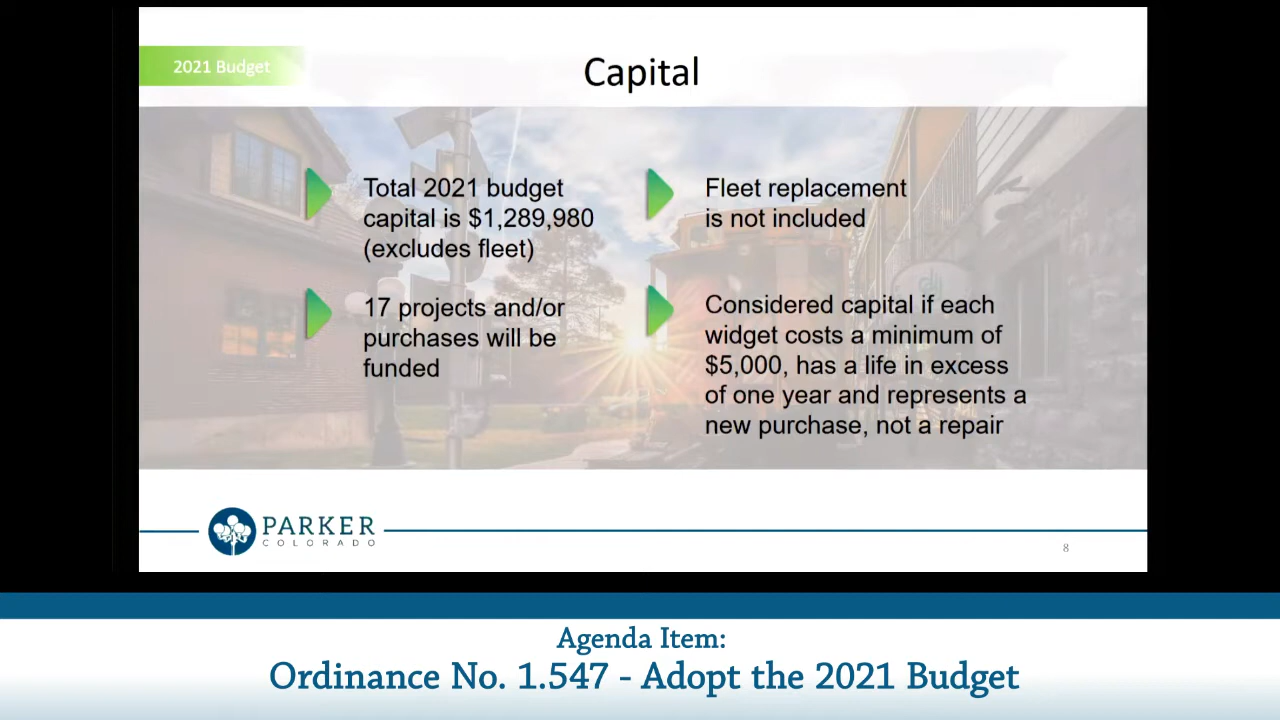 2021 Budget
Capital
Total 2021 budget
capital is $1,289,980
(excludes fleet)
17 projects and/or
purchases will be
funded
Fleet replacement
is not included
Considered capital if each
widget costs a minimum of
$5,000, has a life in excess
of one year and represents a
new purchase, not a repair
PARKER
COLORADO
8
Agenda Item:
Ordinance No. 1.547 - Adopt the 2021 Budget